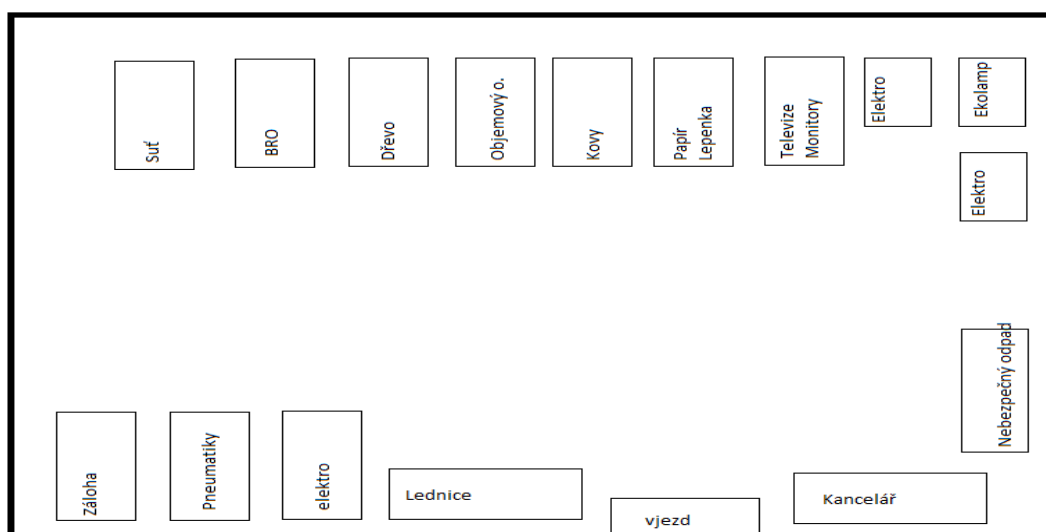 Suť
BRO
Dřevo
Objemový o.
Kovy
Papír
Lepenka
Televize
Monitory
Elektro
Ekolamp
Elektro
Nebezpečný odpad
Záloha
Pneumatiky
elektro
Lednice
vjezd
Kancelář